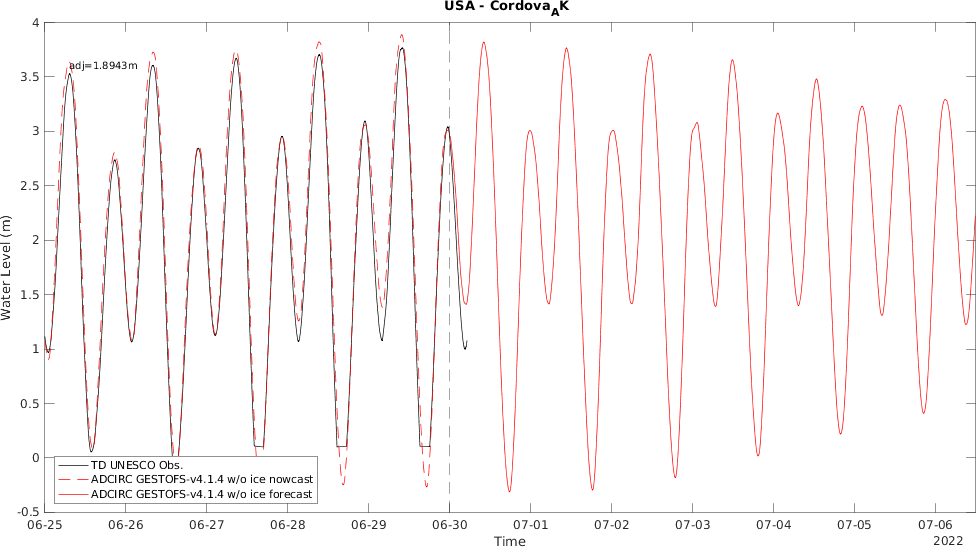 USA - Cordova_AK
4
3.5
3
2.5
2
1.5
1
0.5
0
-0.5
Water Level (m)
adj=1.8943m
TD UNESCO Obs.
ADCIRC GESTOFS-v4.1.4 w/o ice nowcast
ADCIRC GESTOFS-v4.1.4 w/o ice forecast
06-25 06-26 06-27 06-28 06-29 06-30 07-01 07-02 07-03 07-04 07-05 07-06
Time
2022